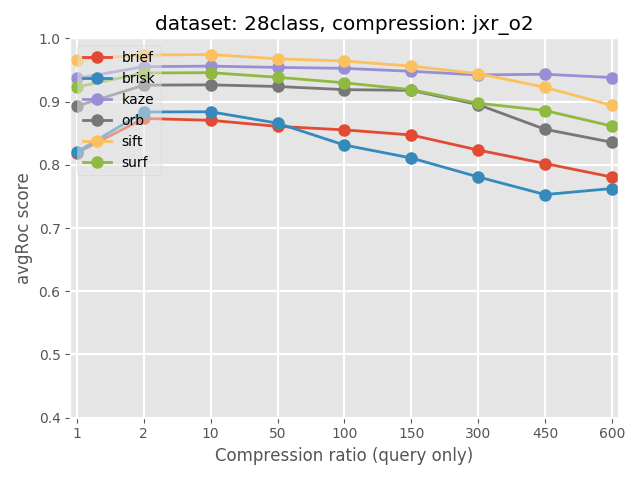 dataset: 28class, compression: jxr_o2
1.0
0.9
0.8
0.7
0.6
0.5
0.4
avgRoc score
brief
brisk
kaze
orb
sift
surf
1 2 10 50 100 150 300 450 600
Compression ratio (query only)